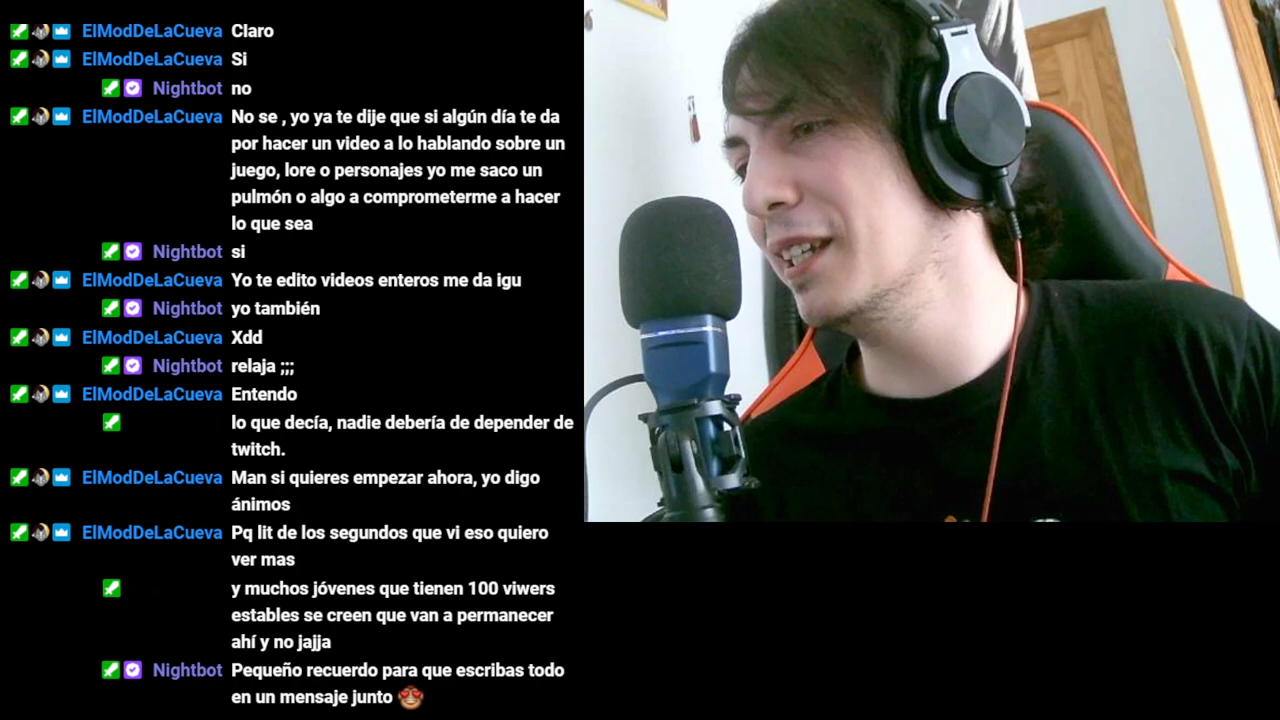 ElModDeLaCueva Claro
ElModDeLaCueva Si
Nightbot no
ElModDeLaCueva No se , yo ya te dije que si algún día te da
por hacer un video a lo hablando sobre un
juego, lore o personajes yo me saco un
pulmón o algo a comprometerme a hacer
lo que sea
Nightbot si
ElModDeLaCueva Yo te edito videos enteros me da igu
Nightbot yo también
ElModDeLaCueva Xdd
Nightbot relaja ;;;
ElModDeLaCueva Entendo
lo que decía, nadie debería de depender de
twitch.
ElModDeLaCueva Man si quieres empezar ahora, yo digo
ánimos
ElModDeLaCueva Pq lit de los segundos que vi eso quiero
ver mas
y muchos jóvenes que tienen 100 viwers
estables se creen que van a permanecer
ahí y no jajja
Nightbot Pequeño recuerdo para que escribas todo
en un mensaje junto